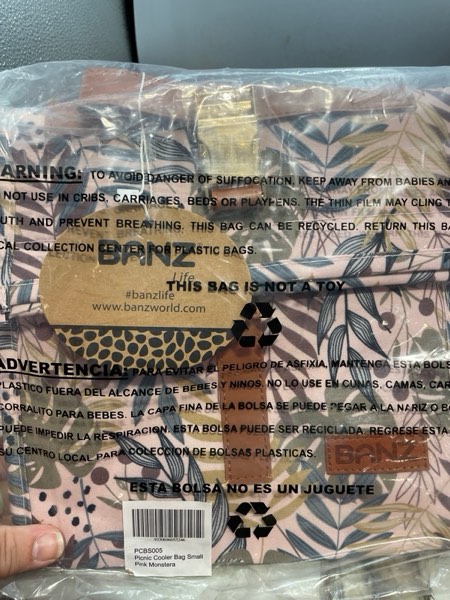 ARNING: TO AVOID DANGER OF SUFFOCATION, KEEP AWAY FROM BABIES AN
NOT USE IN CRIBS, CARRIAGES, BEDS OR PLAYPENS. THE THIN FILM MAY CLING T
UTH AND PREVENT BREATHING. THIS BAG CAN BE RECYCLED. RETURN THIS BA
CAL COLLECTION CENTER FOR PLASTIC BAGS.
BANZ
Life
THIS BAG IS NOT A TOY
#banzlife
www.banzworld.com
ADVERTENCIA: PARA EVITAR EL PELIGRO DE ASFIXIA, MANTENGA ESTA BOLS
PLASTICO FUERA DEL ALCANCE DE BEBES Y NINOS. NO LO USE EN CUNAS, CAMAS, CAR
CORRALITO PARA BEBES. LA CAPA FINA DE LA BOLSA SE PUEDE PEGAR A LA NARIZ O B
PUEDE IMPEDIR LA RESPIRACION. ESTA BOLSA PUEDE SER RECICLADA. REGRESE ESTA
SU CENTRO LOCAL PARA COLECCION DE BOLSAS PLASTICAS.
BANZ
ESTA BOLSA NO ES UN JUGUETE
PCBS005
Picnic Cooler Bag Small
Pink Monstera